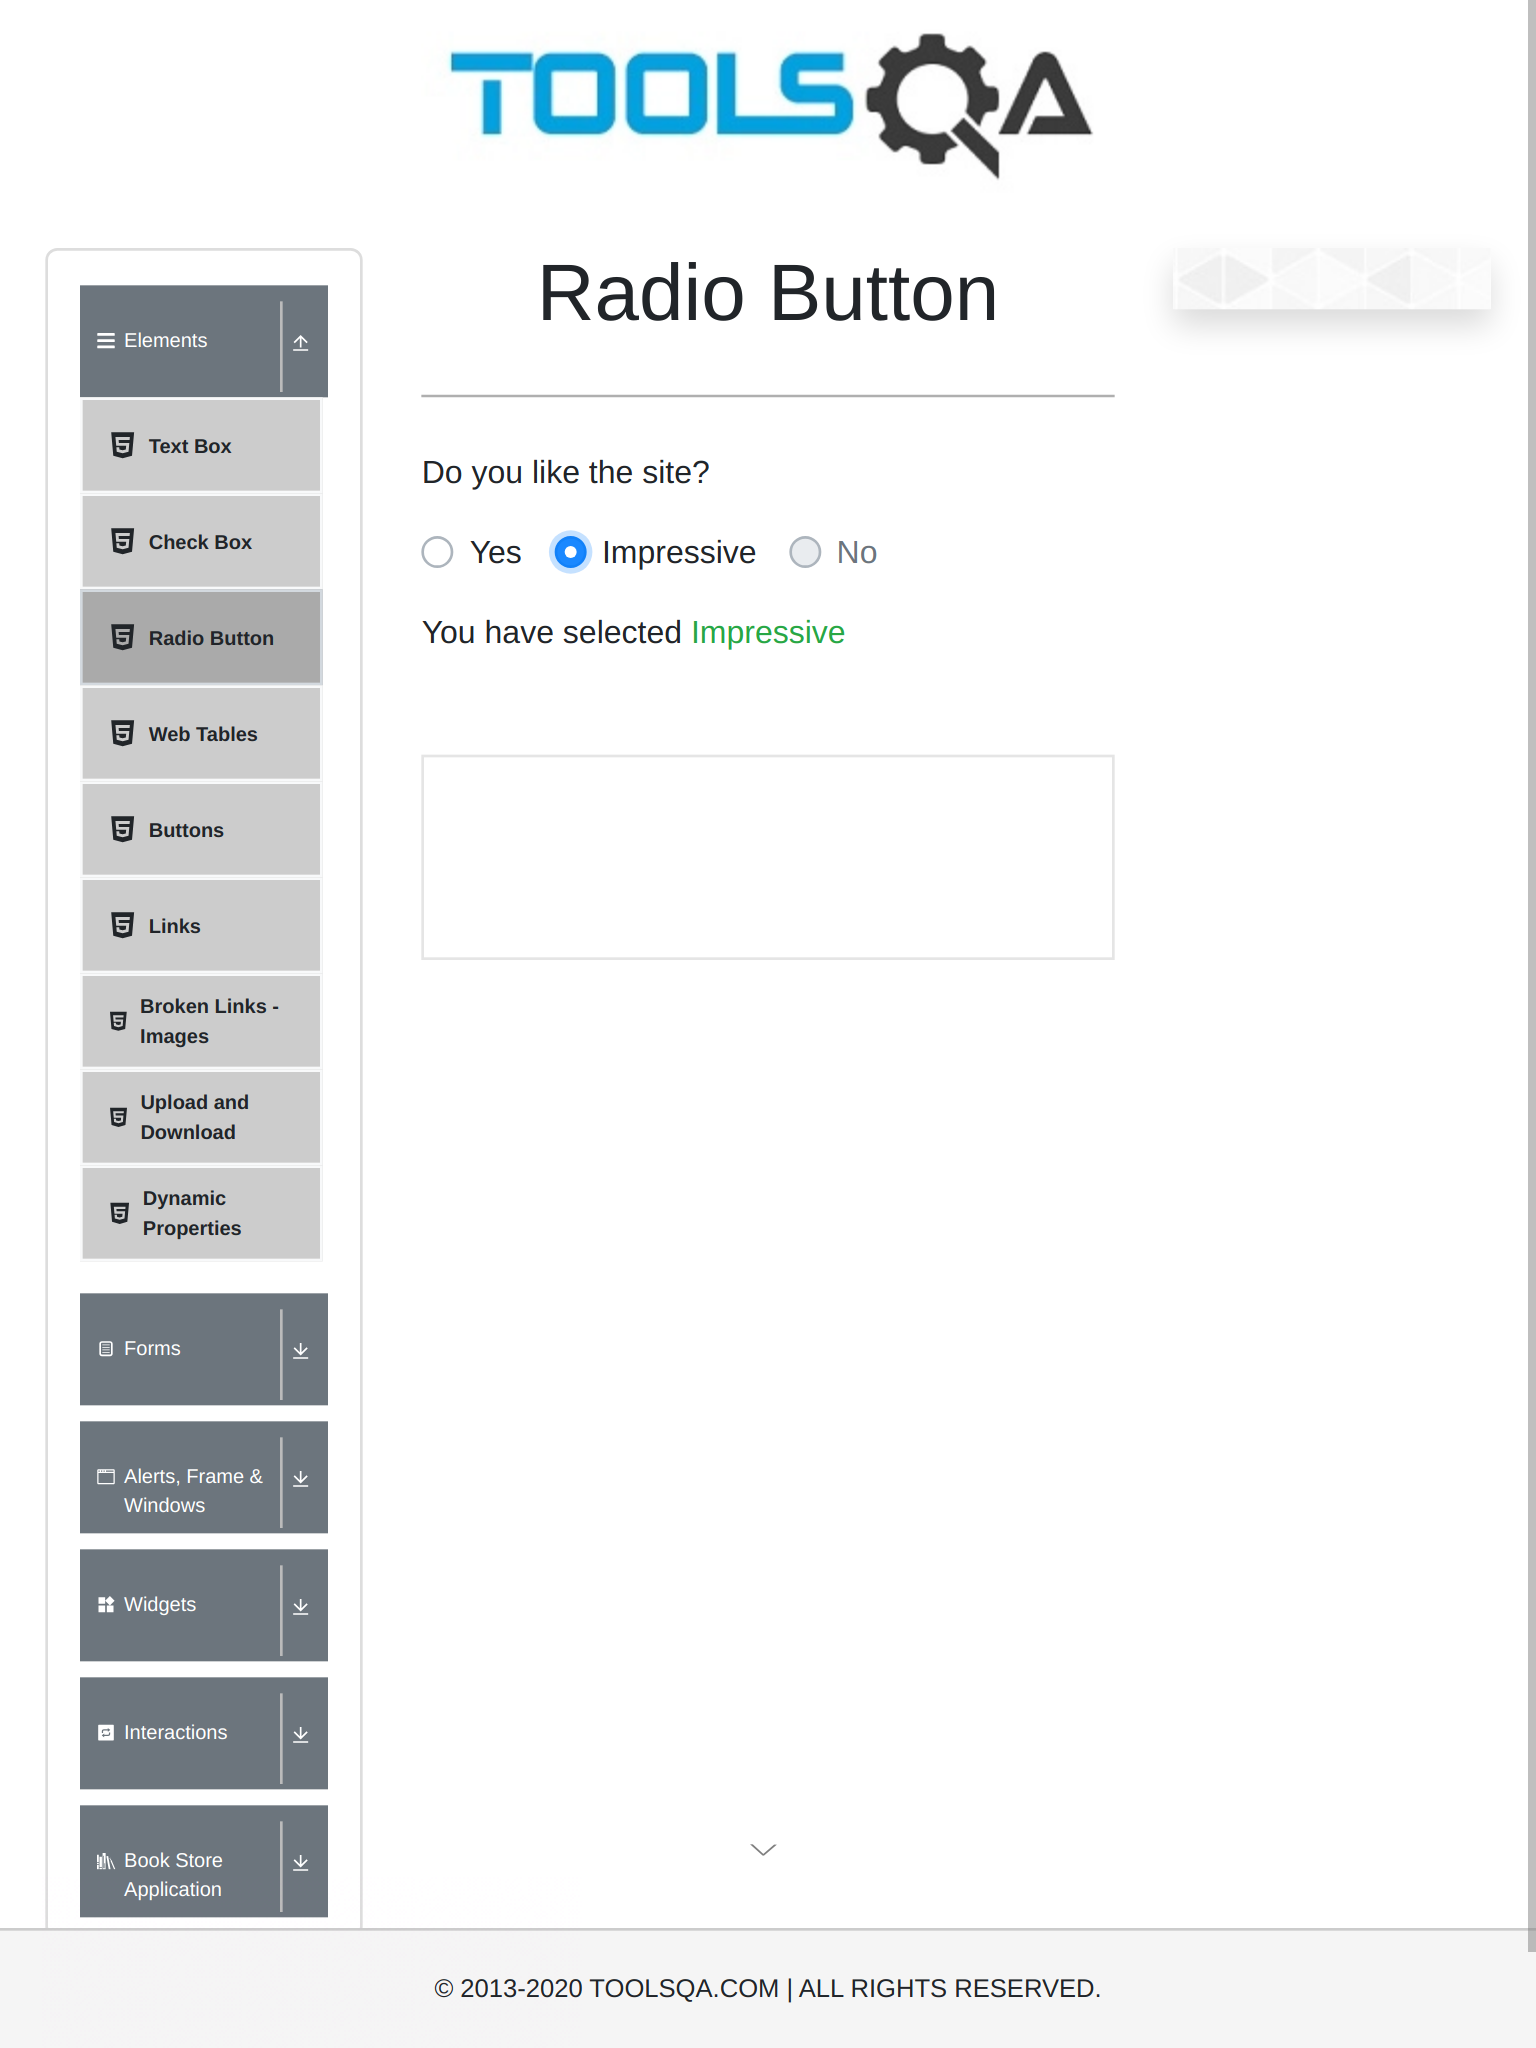 TOOLSQA
Radio Button
Elements
Text Box
Check Box
Radio Button
Web Tables
Buttons
Links
Broken Links -
Images
Upload and
Download
Dynamic
Properties
Forms
Alerts, Frame &
Windows
Widgets
Interactions
Book Store
Application
Do you like the site?
Yes Impressive No
You have selected Impressive
© 2013-2020 TOOLSQA.COM | ALL RIGHTS RESERVED.